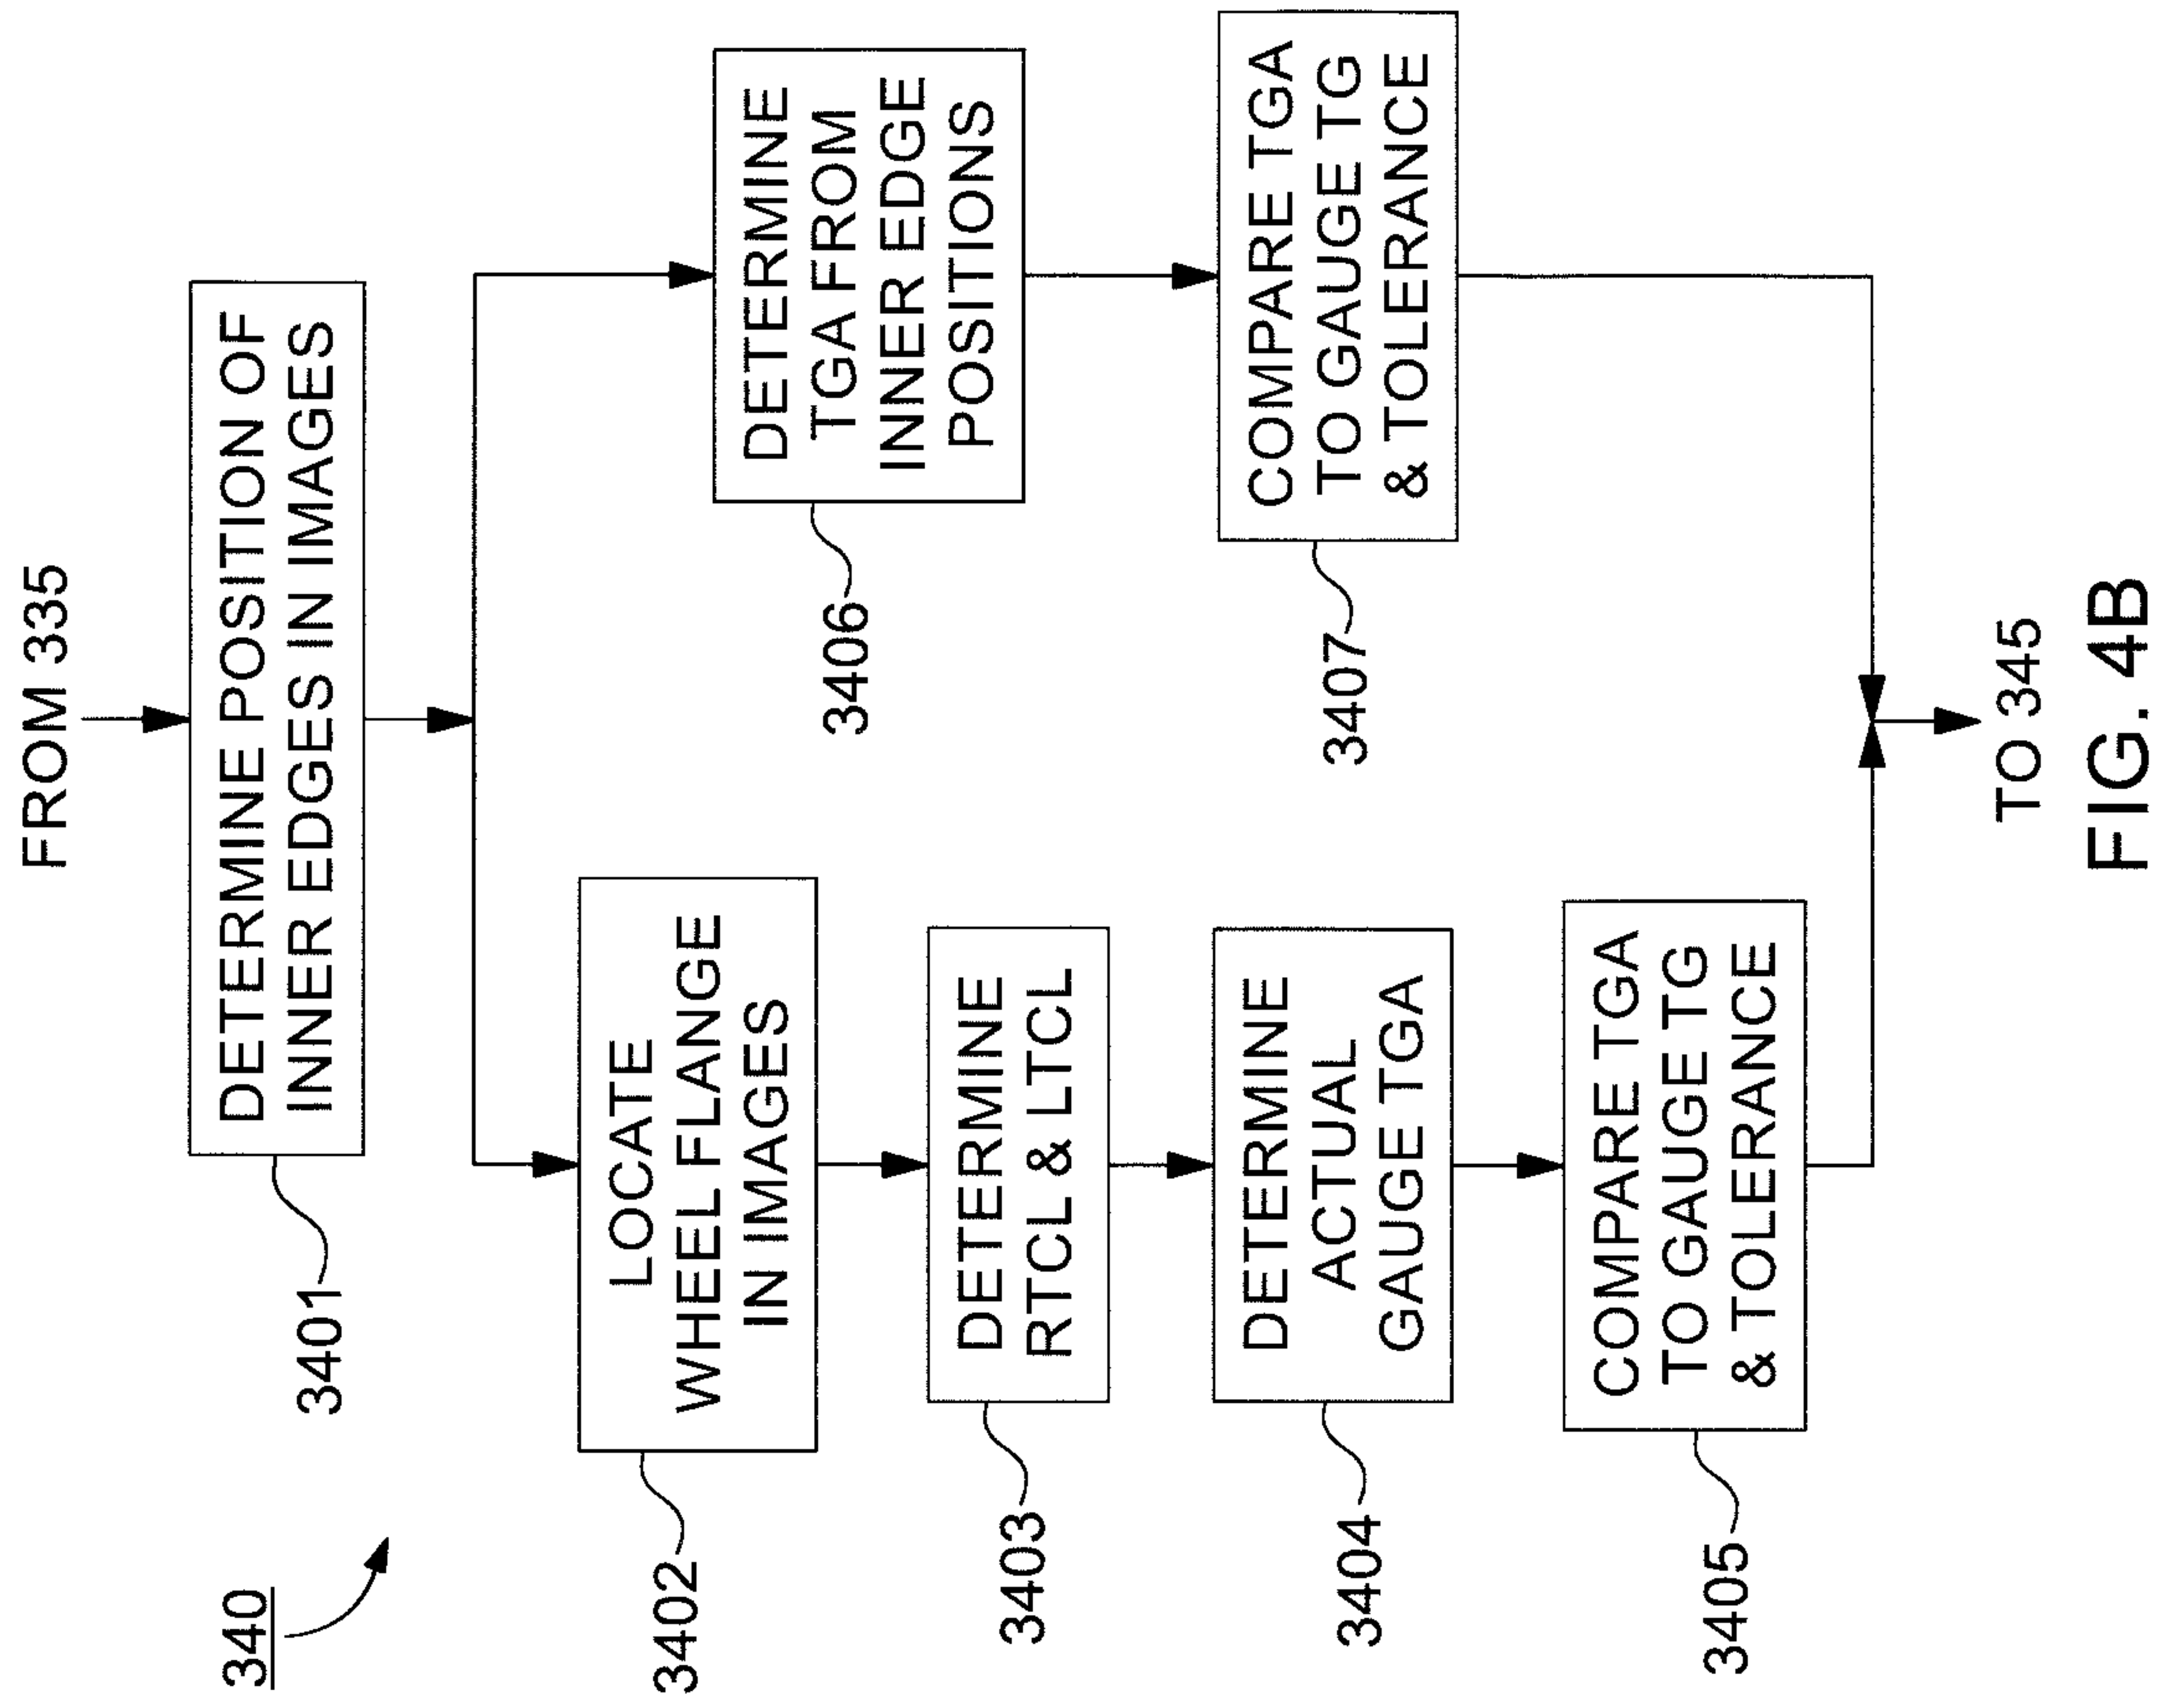 340
FROM 335
DETERMINE POSITION OF
INNER EDGES IN IMAGES
3401
LOCATE
WHEEL FLANGE
IN IMAGES
3402
DETERMINE
RTCL & LTCL
3403
DETERMINE
ACTUAL
GAUGE TGA
3404
COMPARE TGA
TO GAUGE TG
& TOLERANCE
3405
DETERMINE
TGA FROM
INNER EDGE
POSITIONS
3406
COMPARE TGA
TO GAUGE TG
& TOLERANCE
3407
TO 345
FIG. 4B